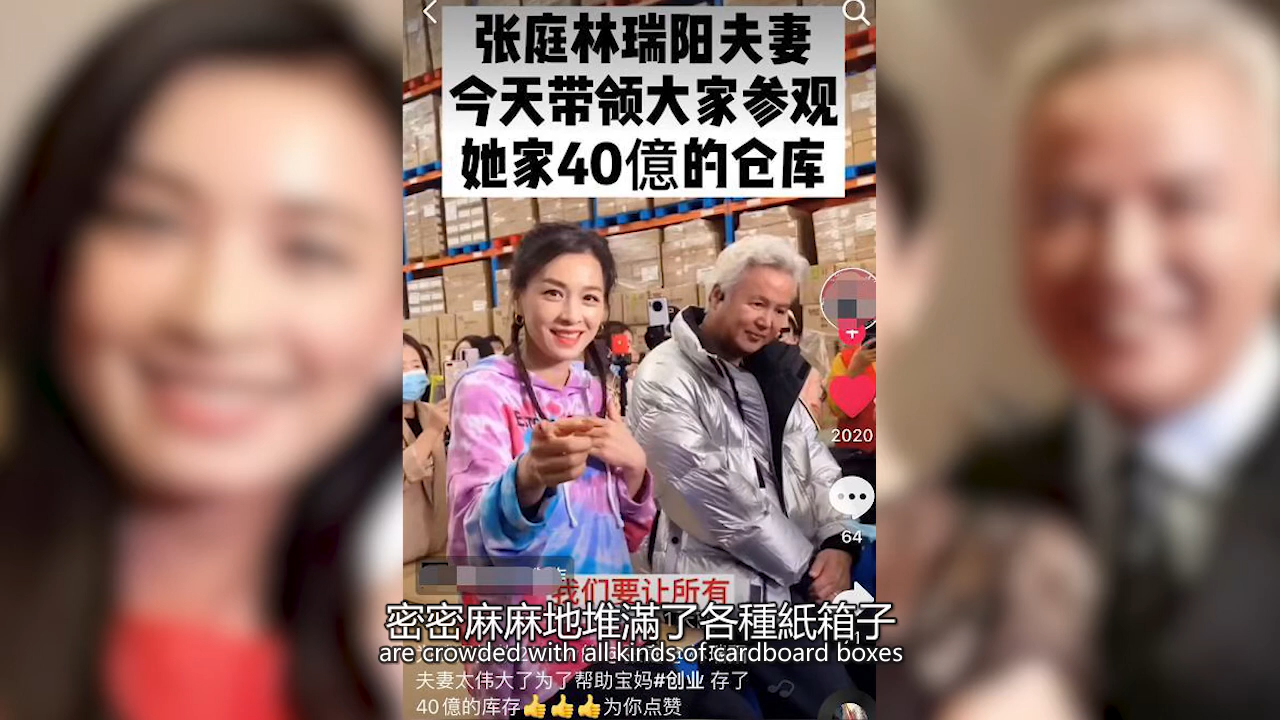 张庭林瑞阳夫妻
今天带领大家参观
她家40億的仓库
2020
64
我们要让所有
密密麻麻地堆滿了各種紙箱子
are crowded with all kinds of cardboard boxes
夫妻太伟大了为了帮助宝妈#创业 存了
40億的库存👍👍👍为你点赞